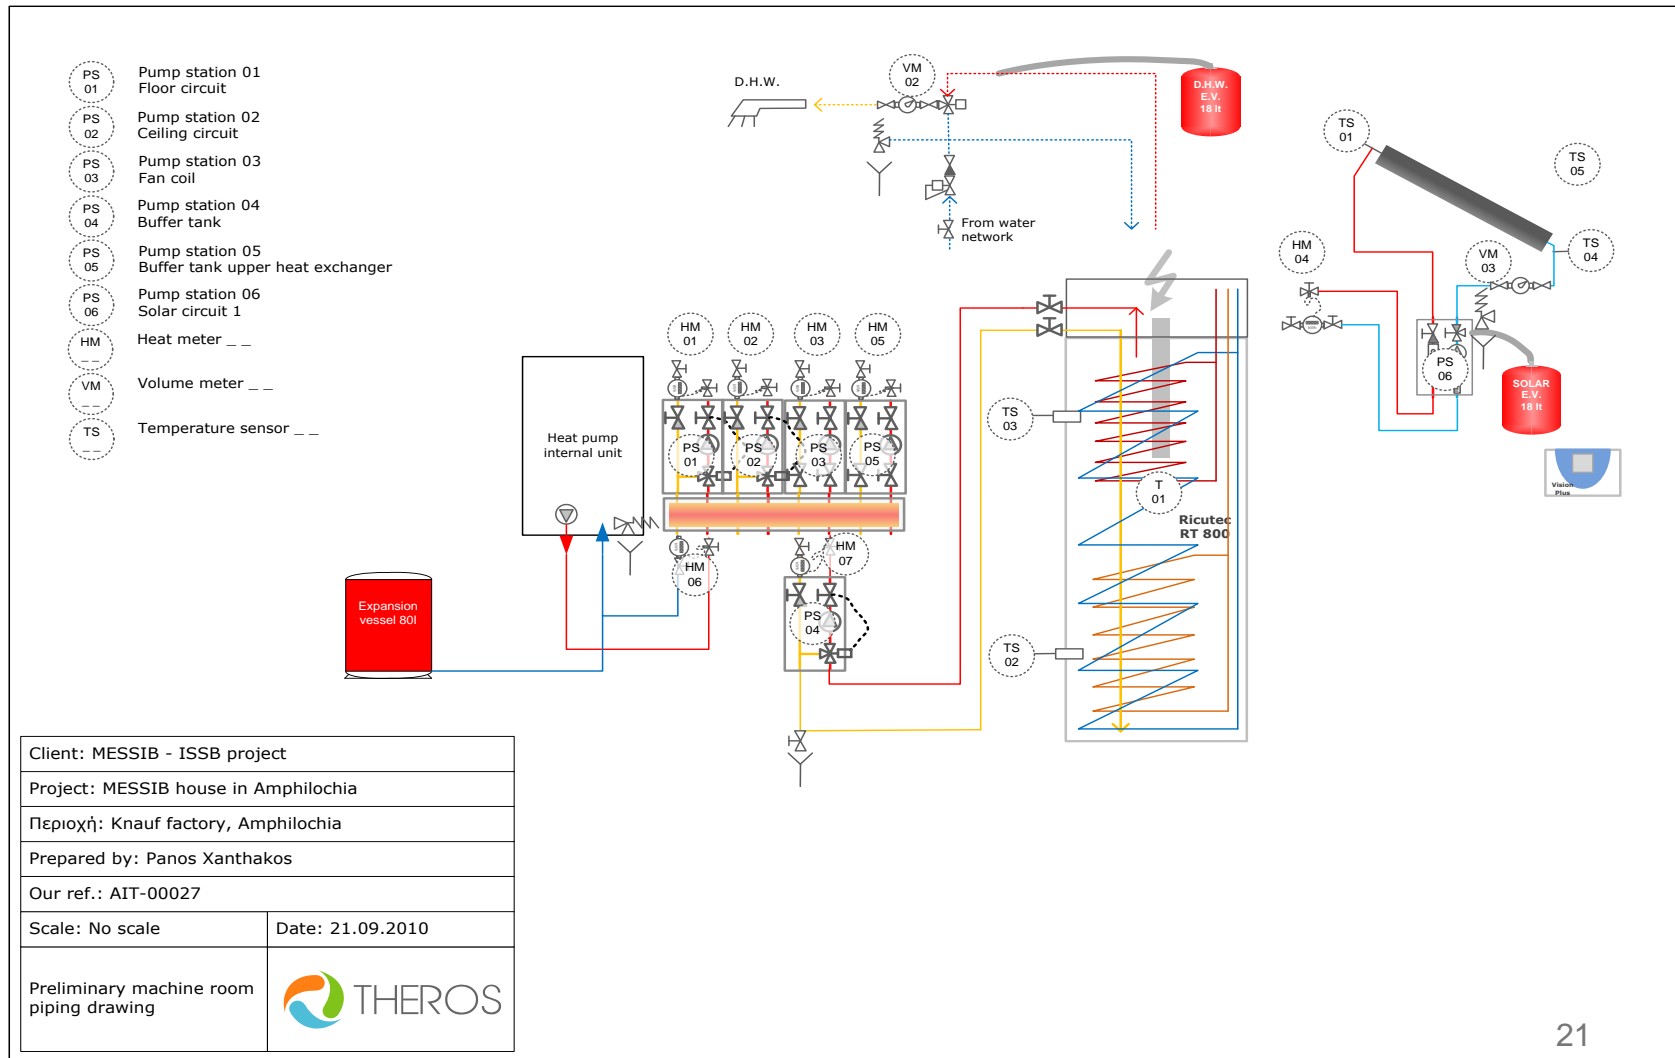 PS
01
Pump station 01
Floor circuit
PS
02
Pump station 02
Ceiling circuit
PS
03
Pump station 03
Fan coil
PS
04
Pump station 04
Buffer tank
PS
05
Pump station 05
Buffer tank upper heat exchanger
PS
06
Pump station 06
Solar circuit 1
HM
_ _
Heat meter _ _
VM
_ _
Volume meter _ _
TS
_ _
Temperature sensor _ _
D.H.W.
VM
02
D.H.W.
E.V.
18 lt
From water
network
TS
01
TS
05
TS
04
HM
04
VM
03
PS
06
SOLAR
E.V.
18 lt
Vision
Plus
HM
01
HM
02
HM
03
HM
05
Heat pump
internal unit
PS
01
PS
02
PS
03
PS
05
HM
06
HM
07
PS
04
Expansion
vessel 80l
TS
03
T
01
Ricutec
RT 800
TS
02
Client: MESSIB - ISSB project
Project: MESSIB house in Amphilochia
Περιοχή: Knauf factory, Amphilochia
Prepared by: Panos Xanthakos
Our ref.: AIT-00027
Scale: No scale
Date: 21.09.2010
Preliminary machine room
piping drawing
THEROS
21